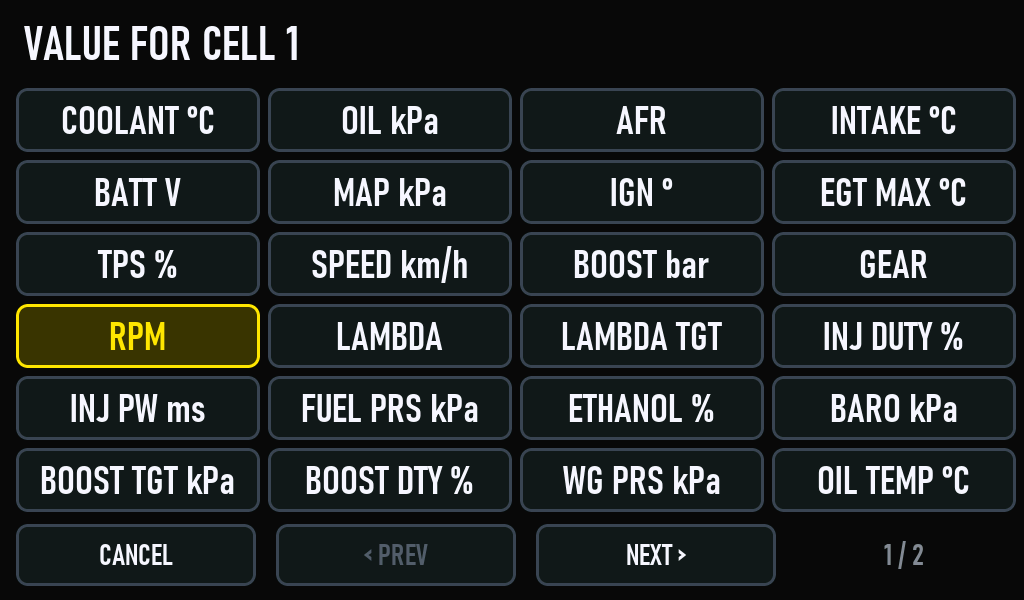 VALUE FOR CELL 1
COOLANT °C OIL kPa AFR INTAKE °C
BATT V MAP kPa IGN ° EGT MAX °C
TPS % SPEED km/h BOOST bar GEAR
RPM LAMBDA LAMBDA TGT INJ DUTY %
INJ PW ms FUEL PRS kPa ETHANOL % BARO kPa
BOOST TGT kPa BOOST DTY % WG PRS kPa OIL TEMP °C
CANCEL < PREV NEXT > 1 / 2